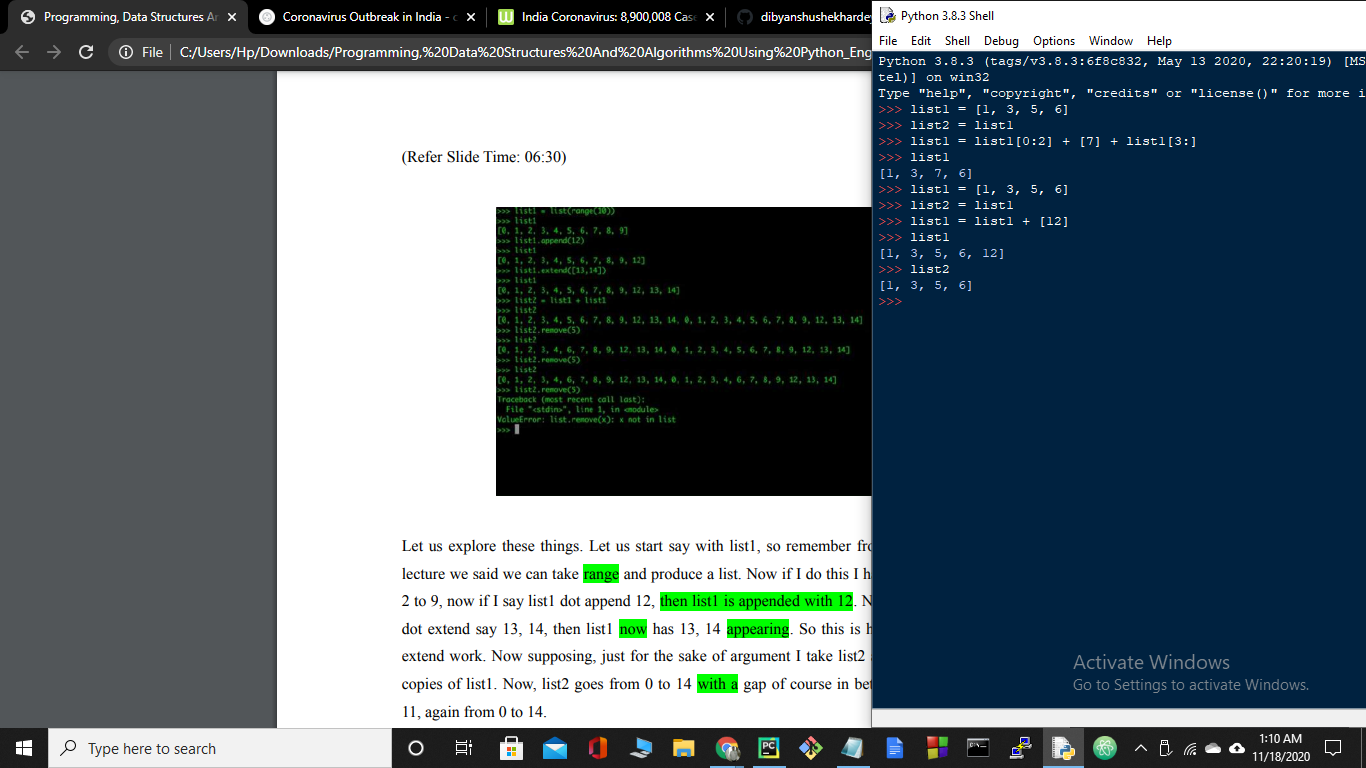 Programming, Data Structures Ar
Coronavirus Outbreak in India - c
India Coronavirus: 8,900,008 Case
dibyanshushekhardey
File
C:/Users/Hp/Downloads/Programming,%20Data%20Structures%20And%20Algorithms%20Using%20Python_Eng
(Refer Slide Time: 06:30)
>>> list1 = list(range(10))
>>> list1
[0, 1, 2, 3, 4, 5, 6, 7, 8, 9]
>>> list1.append(12)
>>> list1
[0, 1, 2, 3, 4, 5, 6, 7, 8, 9, 12]
>>> list1.extend([13,14])
>>> list1
[0, 1, 2, 3, 4, 5, 6, 7, 8, 9, 12, 13, 14]
>>> list2 = list1 + list1
>>> list2
[0, 1, 2, 3, 4, 5, 6, 7, 8, 9, 12, 13, 14, 0, 1, 2, 3, 4, 5, 6, 7, 8, 9, 12, 13, 14]
>>> list2.remove(5)
>>> list2
[0, 1, 2, 3, 4, 6, 7, 8, 9, 12, 13, 14, 0, 1, 2, 3, 4, 5, 6, 7, 8, 9, 12, 13, 14]
>>> list2.remove(5)
>>> list2
[0, 1, 2, 3, 4, 6, 7, 8, 9, 12, 13, 14, 0, 1, 2, 3, 4, 6, 7, 8, 9, 12, 13, 14]
>>> list2.remove(5)
Traceback (most recent call last):
File "<stdin>", line 1, in <module>
ValueError: list.remove(x): x not in list
>>>
Let us explore these things. Let us start say with list1, so remember fro
lecture we said we can take range and produce a list. Now if I do this I h
2 to 9, now if I say list1 dot append 12, then list1 is appended with 12. N
dot extend say 13, 14, then list1 now has 13, 14 appearing. So this is h
extend work. Now supposing, just for the sake of argument I take list2
copies of list1. Now, list2 goes from 0 to 14 with a gap of course in bet
11, again from 0 to 14.
Python 3.8.3 Shell
File Edit Shell Debug Options Window Help
Python 3.8.3 (tags/v3.8.3:6f8c832, May 13 2020, 22:20:19) [MS
tel)] on win32
Type "help", "copyright", "credits" or "license()" for more i
>>> list1 = [1, 3, 5, 6]
>>> list2 = list1
>>> list1 = list1[0:2] + [7] + list1[3:]
>>> list1
[1, 3, 7, 6]
>>> list1 = [1, 3, 5, 6]
>>> list2 = list1
>>> list1 = list1 + [12]
>>> list1
[1, 3, 5, 6, 12]
>>> list2
[1, 3, 5, 6]
>>>
Activate Windows
Go to Settings to activate Windows.
Type here to search
PC
1:10 AM
11/18/2020